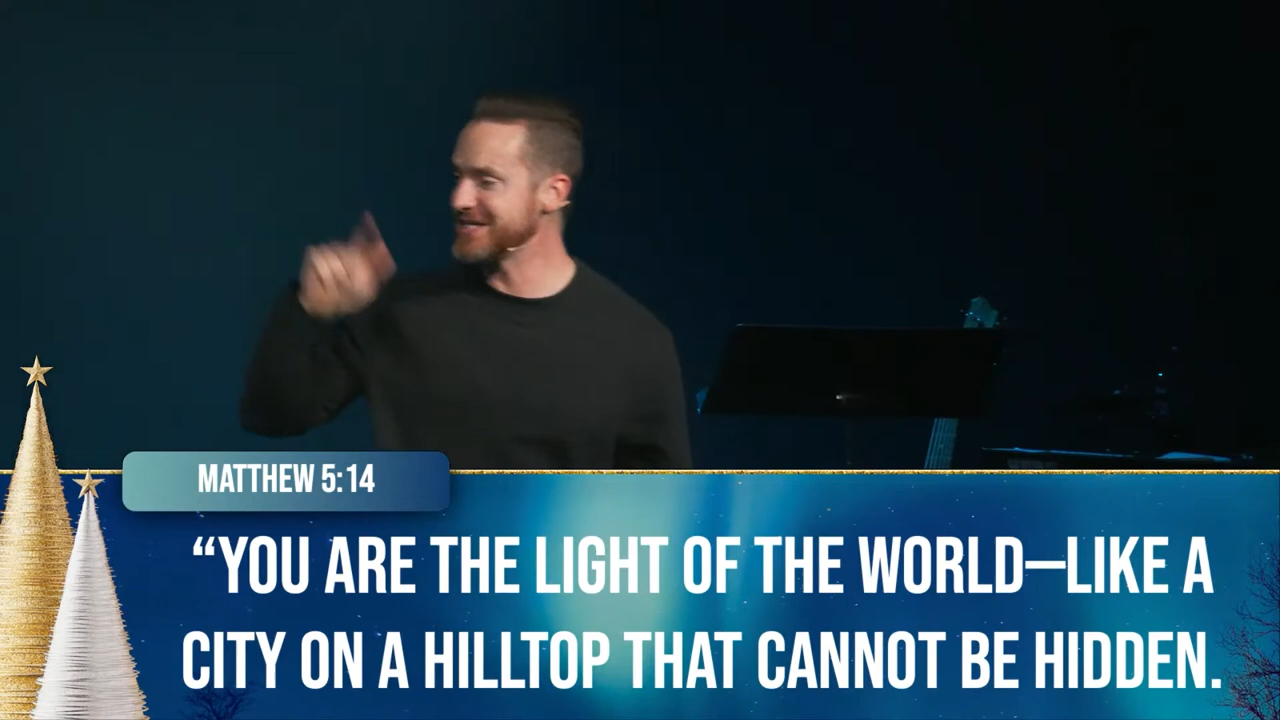 MATTHEW 5:14
“YOU ARE THE LIGHT OF THE WORLD—LIKE A
CITY ON A HILLTOP THAT CANNOT BE HIDDEN.